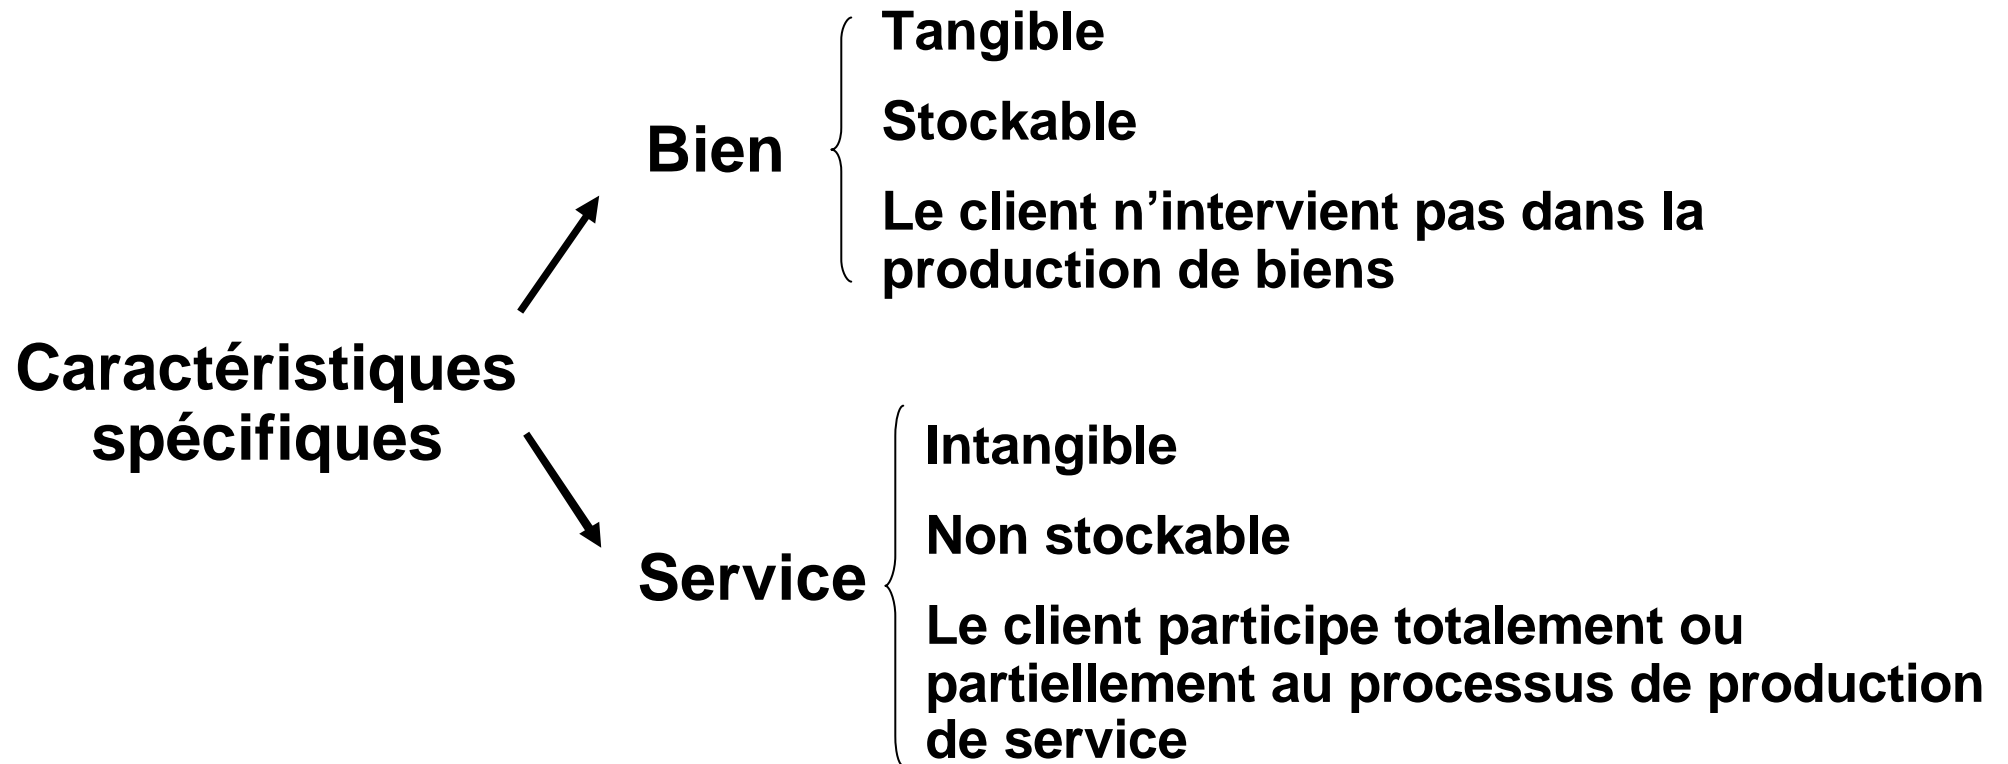 Tangible
Stockable
Bien
Le client n’intervient pas dans la
production de biens
Caractéristiques
spécifiques
Intangible
Non stockable
Service
Le client participe totalement ou
partiellement au processus de production
de service